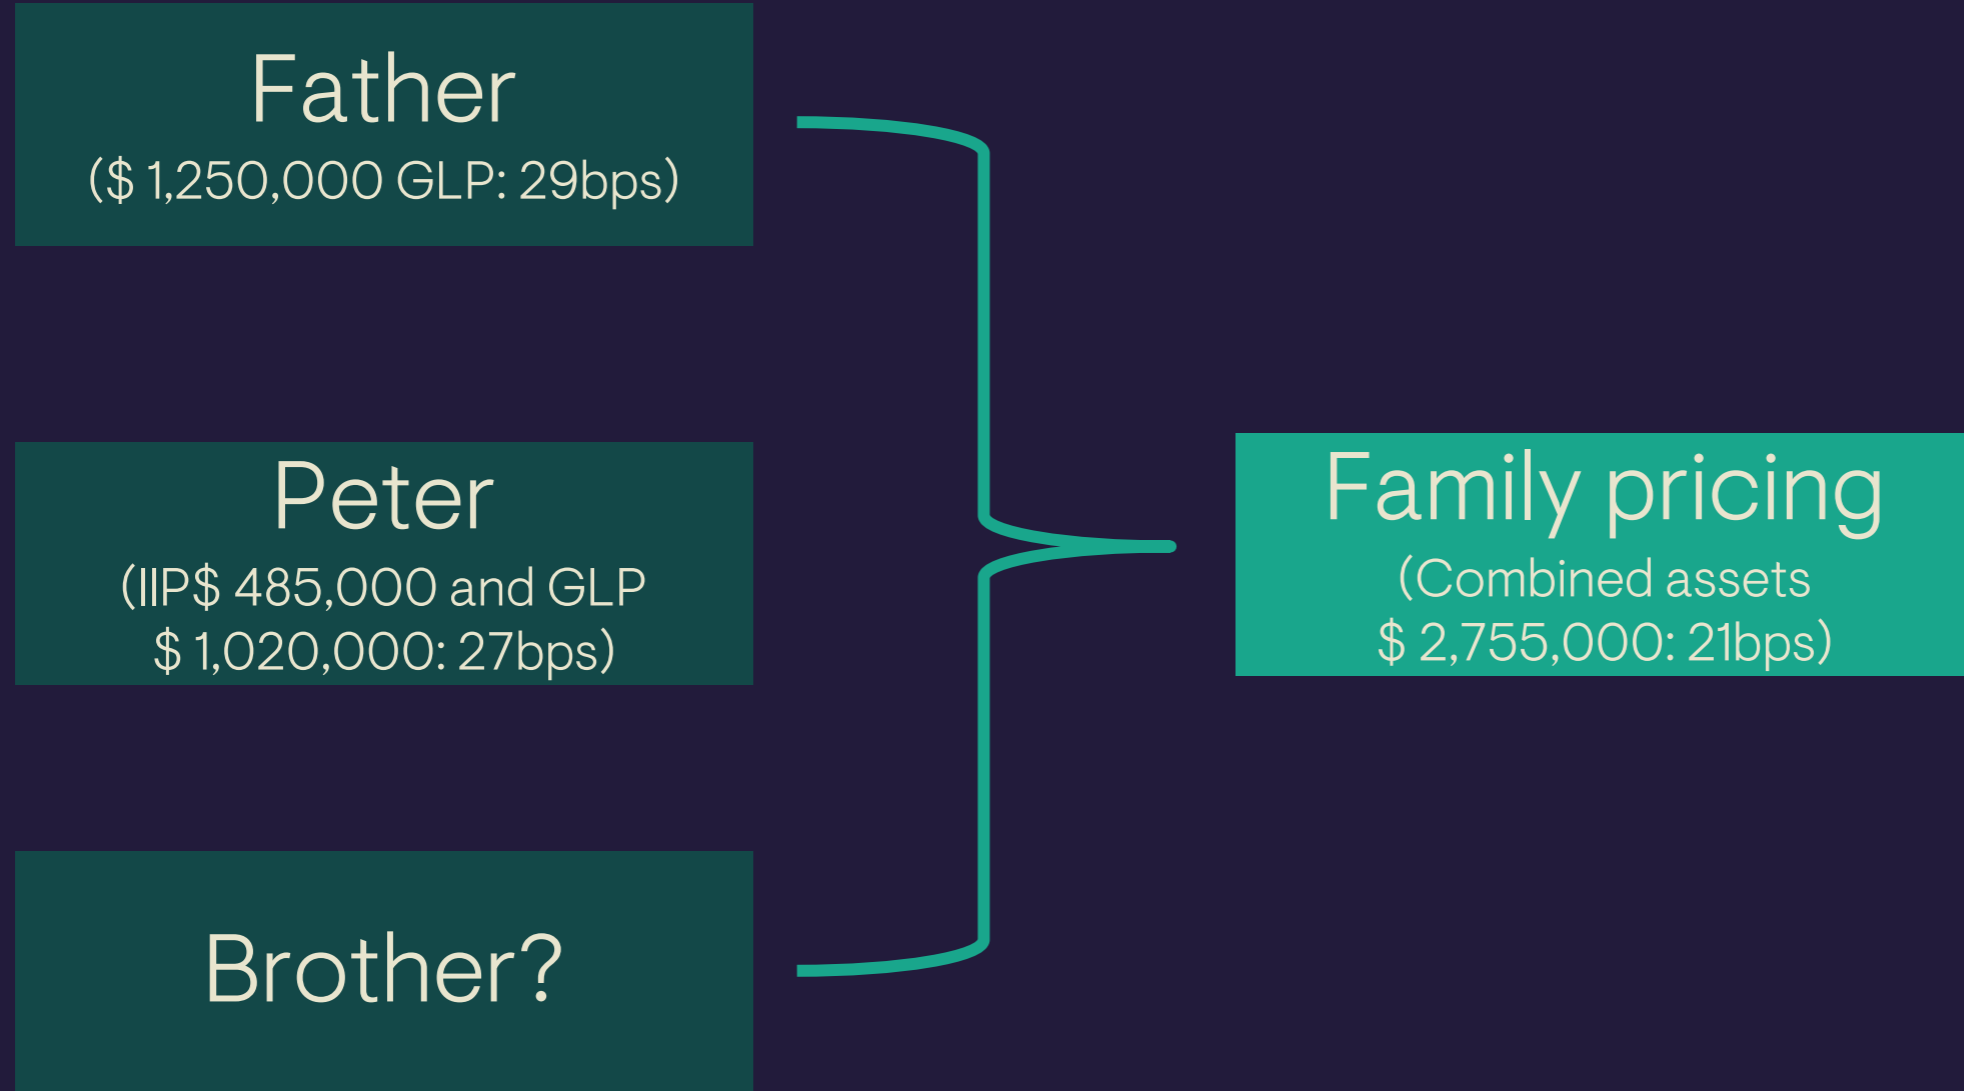 Father
($ 1,250,000 GLP: 29bps)
Peter
(IIP$ 485,000 and GLP
$ 1,020,000: 27bps)
Brother?
Family pricing
(Combined assets
$ 2,755,000: 21bps)